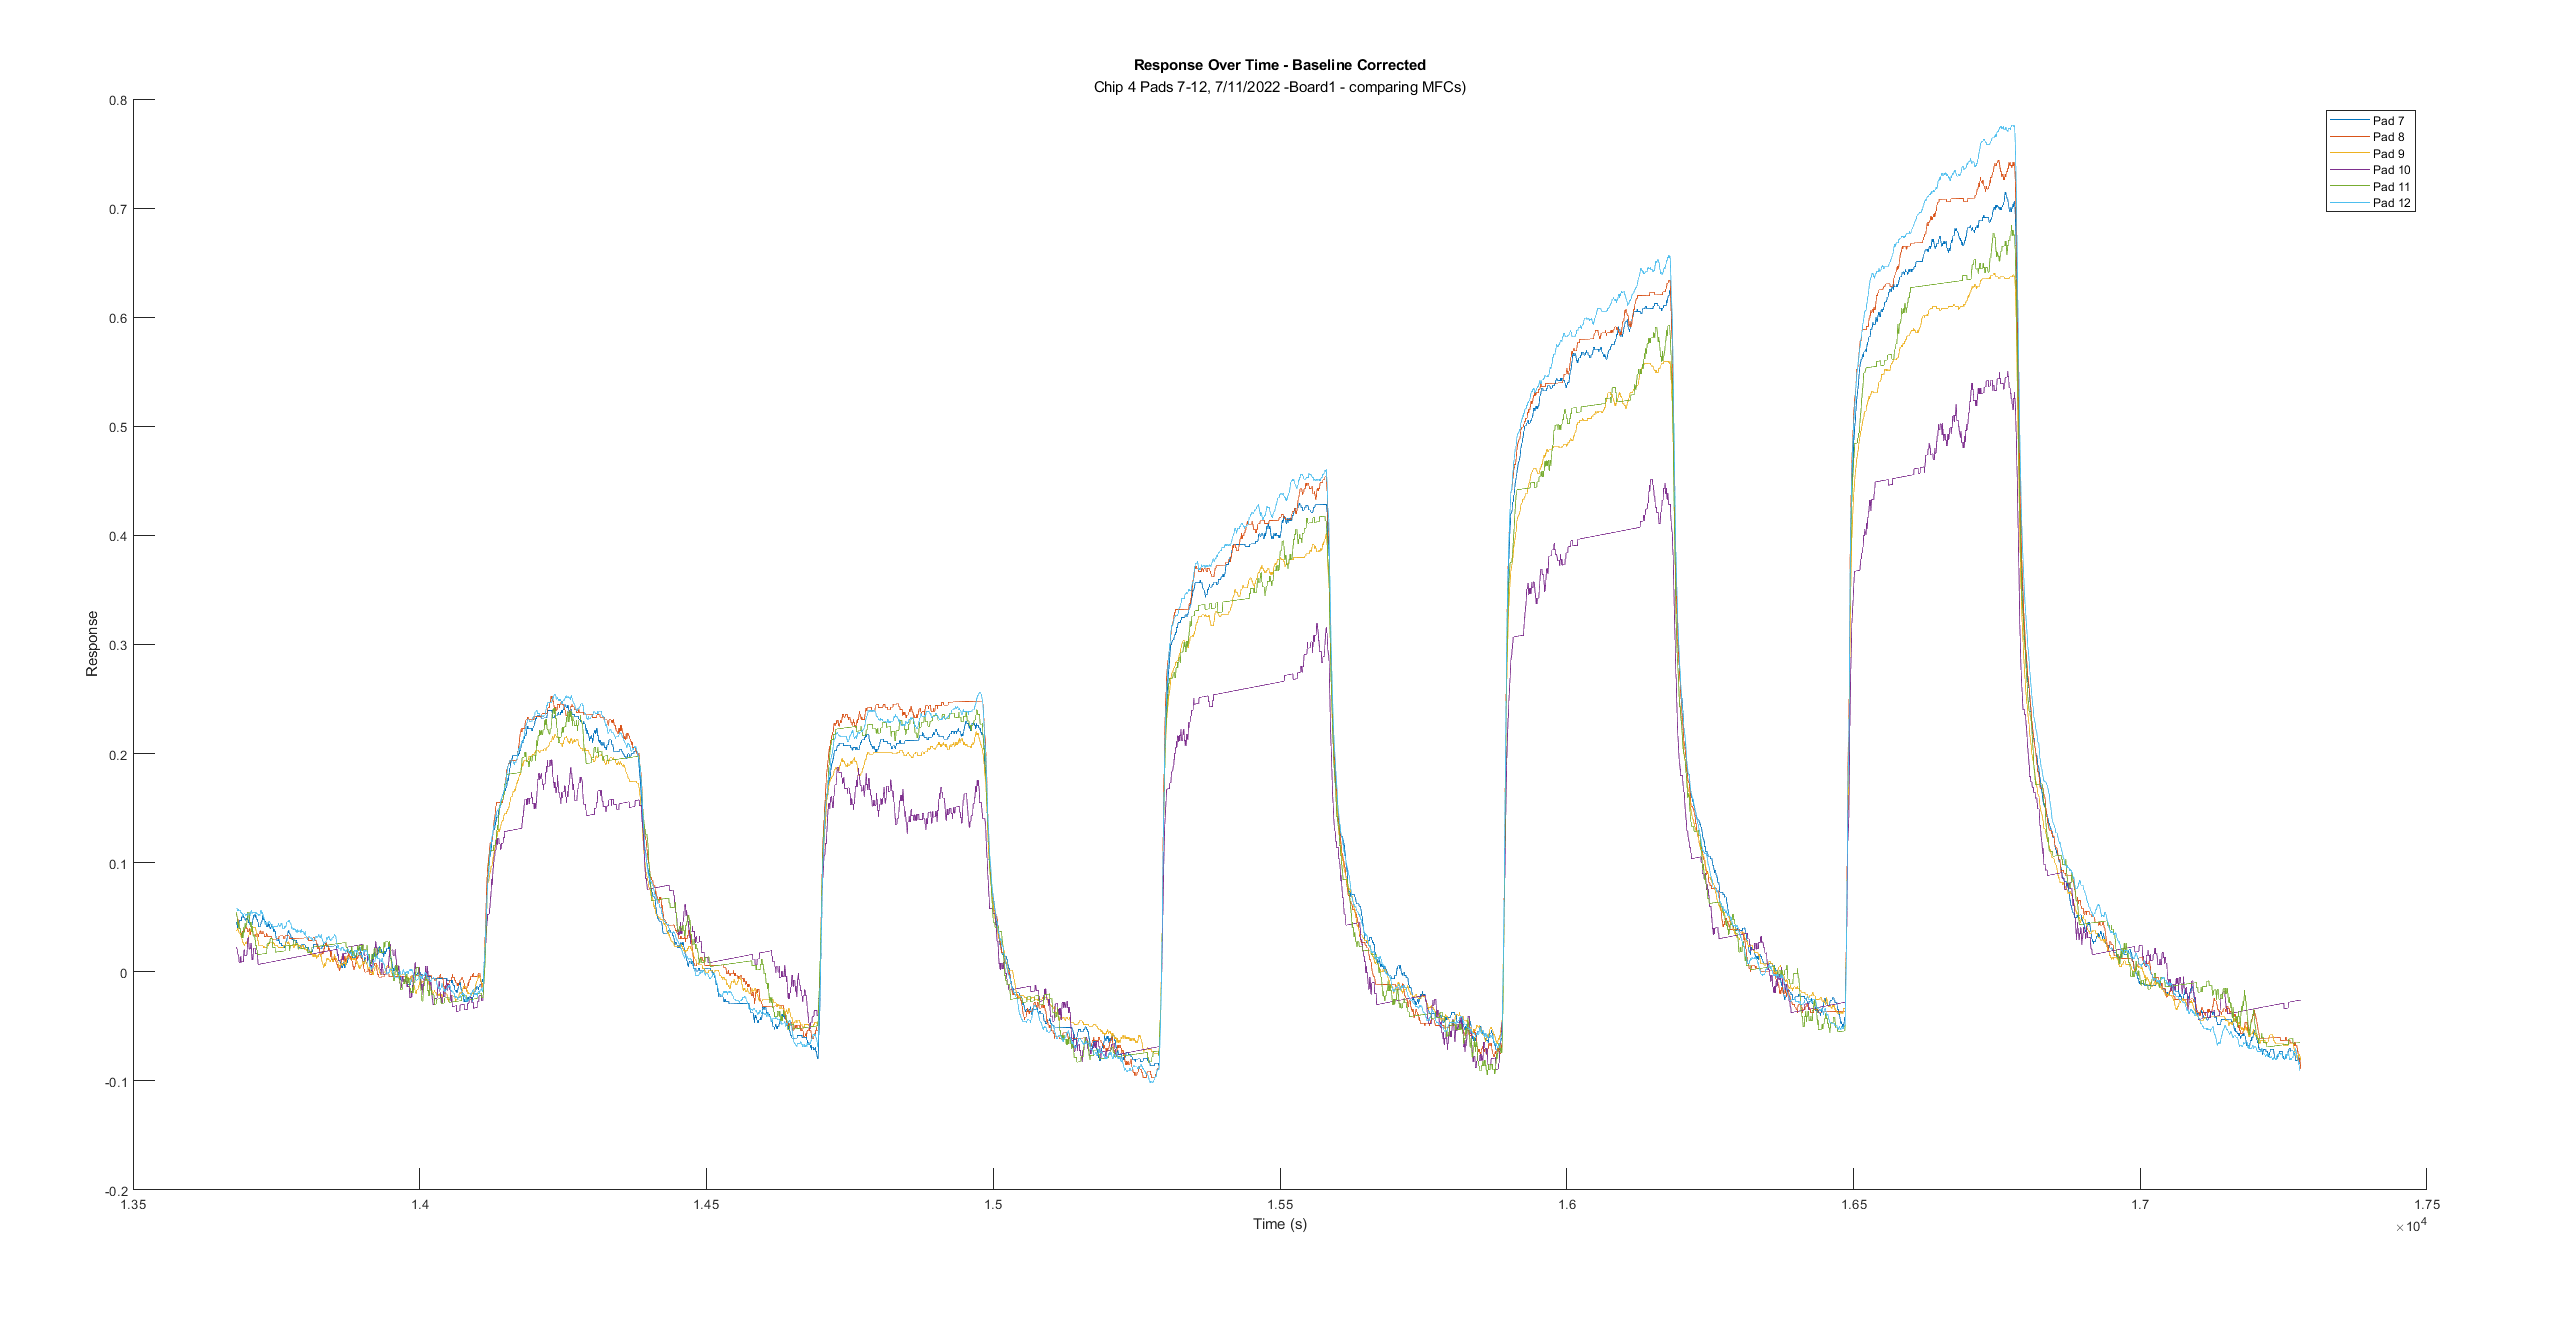 Response Over Time - Baseline Corrected
Chip 4 Pads 7-12, 7/11/2022 -Board1 - comparing MFCs)
Pad 7
Pad 8
Pad 9
Pad 10
Pad 11
Pad 12
Response
0.8
0.7
0.6
0.5
0.4
0.3
0.2
0.1
0
-0.1
-0.2
1.35 1.4 1.45 1.5 1.55 1.6 1.65 1.7 1.75
Time (s)
×10^4